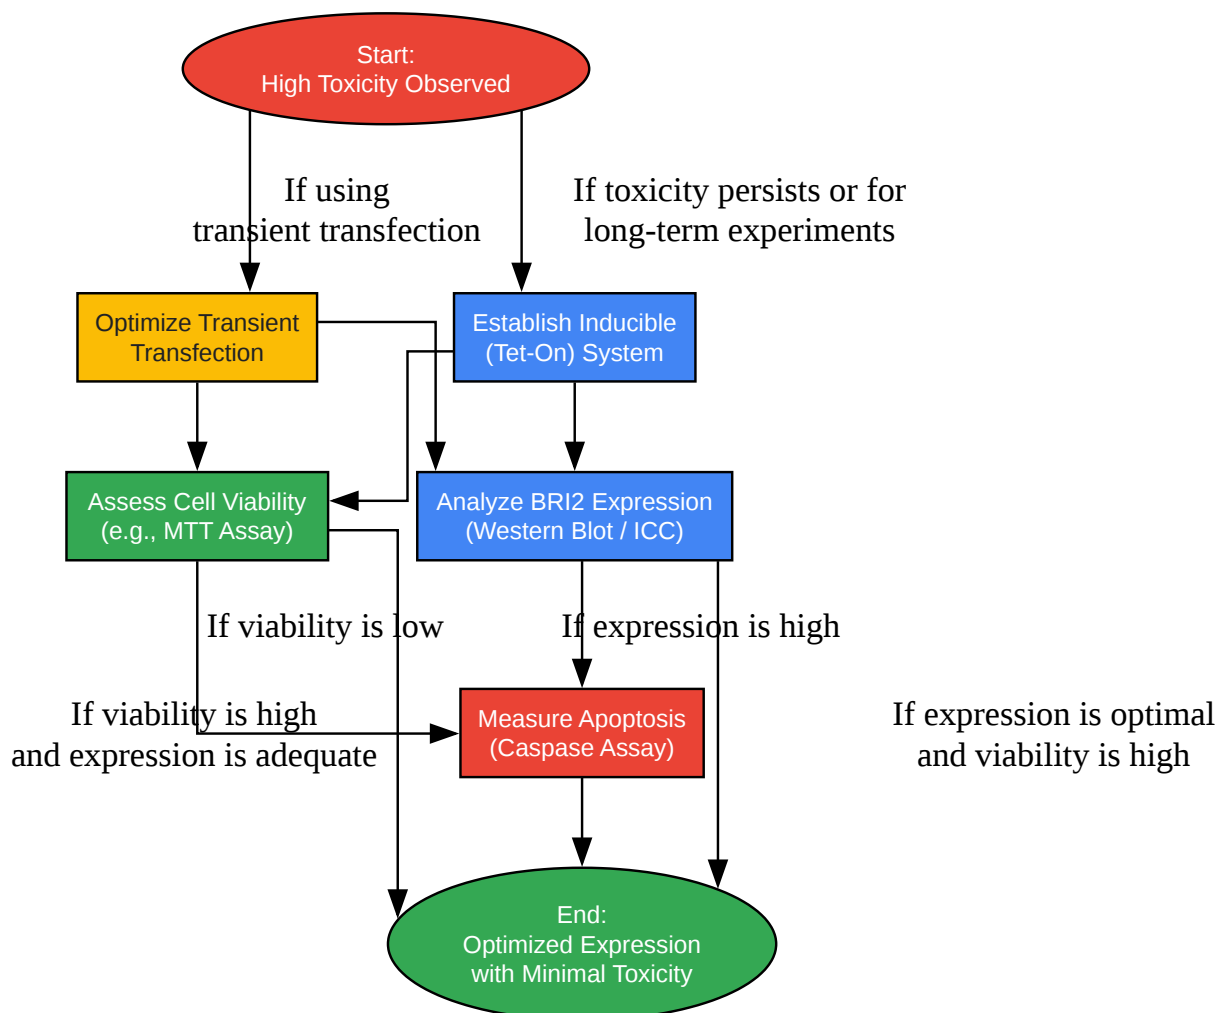 Start:
High Toxicity Observed
If using
transient transfection
If toxicity persists or for
long-term experiments
Optimize Transient
Transfection
Establish Inducible
(Tet-On) System
Assess Cell Viability
(e.g., MTT Assay)
Analyze BRI2 Expression
(Western Blot / ICC)
If viability is low
If expression is high
If viability is high
and expression is adequate
Measure Apoptosis
(Caspase Assay)
If expression is optimal
and viability is high
End:
Optimized Expression
with Minimal Toxicity